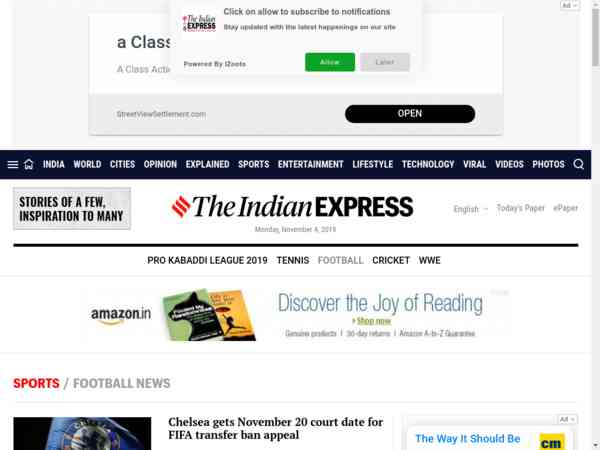 Click on allow to subscribe to notifications
Stay updated with the latest happenings on our site
Powered By iZooto
Allow
Later
Ad
a Class
A Class Actio
StreetViewSettlement.com
OPEN
INDIA WORLD CITIES OPINION EXPLAINED SPORTS ENTERTAINMENT LIFESTYLE TECHNOLOGY VIRAL VIDEOS PHOTOS
STORIES OF A FEW,
INSPIRATION TO MANY
The Indian EXPRESS
Monday, November 4, 2019
English
Today's Paper
ePaper
PRO KABADDI LEAGUE 2019 TENNIS FOOTBALL CRICKET WWE
amazon.in
Discover the Joy of Reading
Shop now
Genuine products | 30-day returns | Amazon A-to-Z Guarantee
SPORTS / FOOTBALL NEWS
Chelsea gets November 20 court date for
FIFA transfer ban appeal
Ad
The Way It Should Be
cm